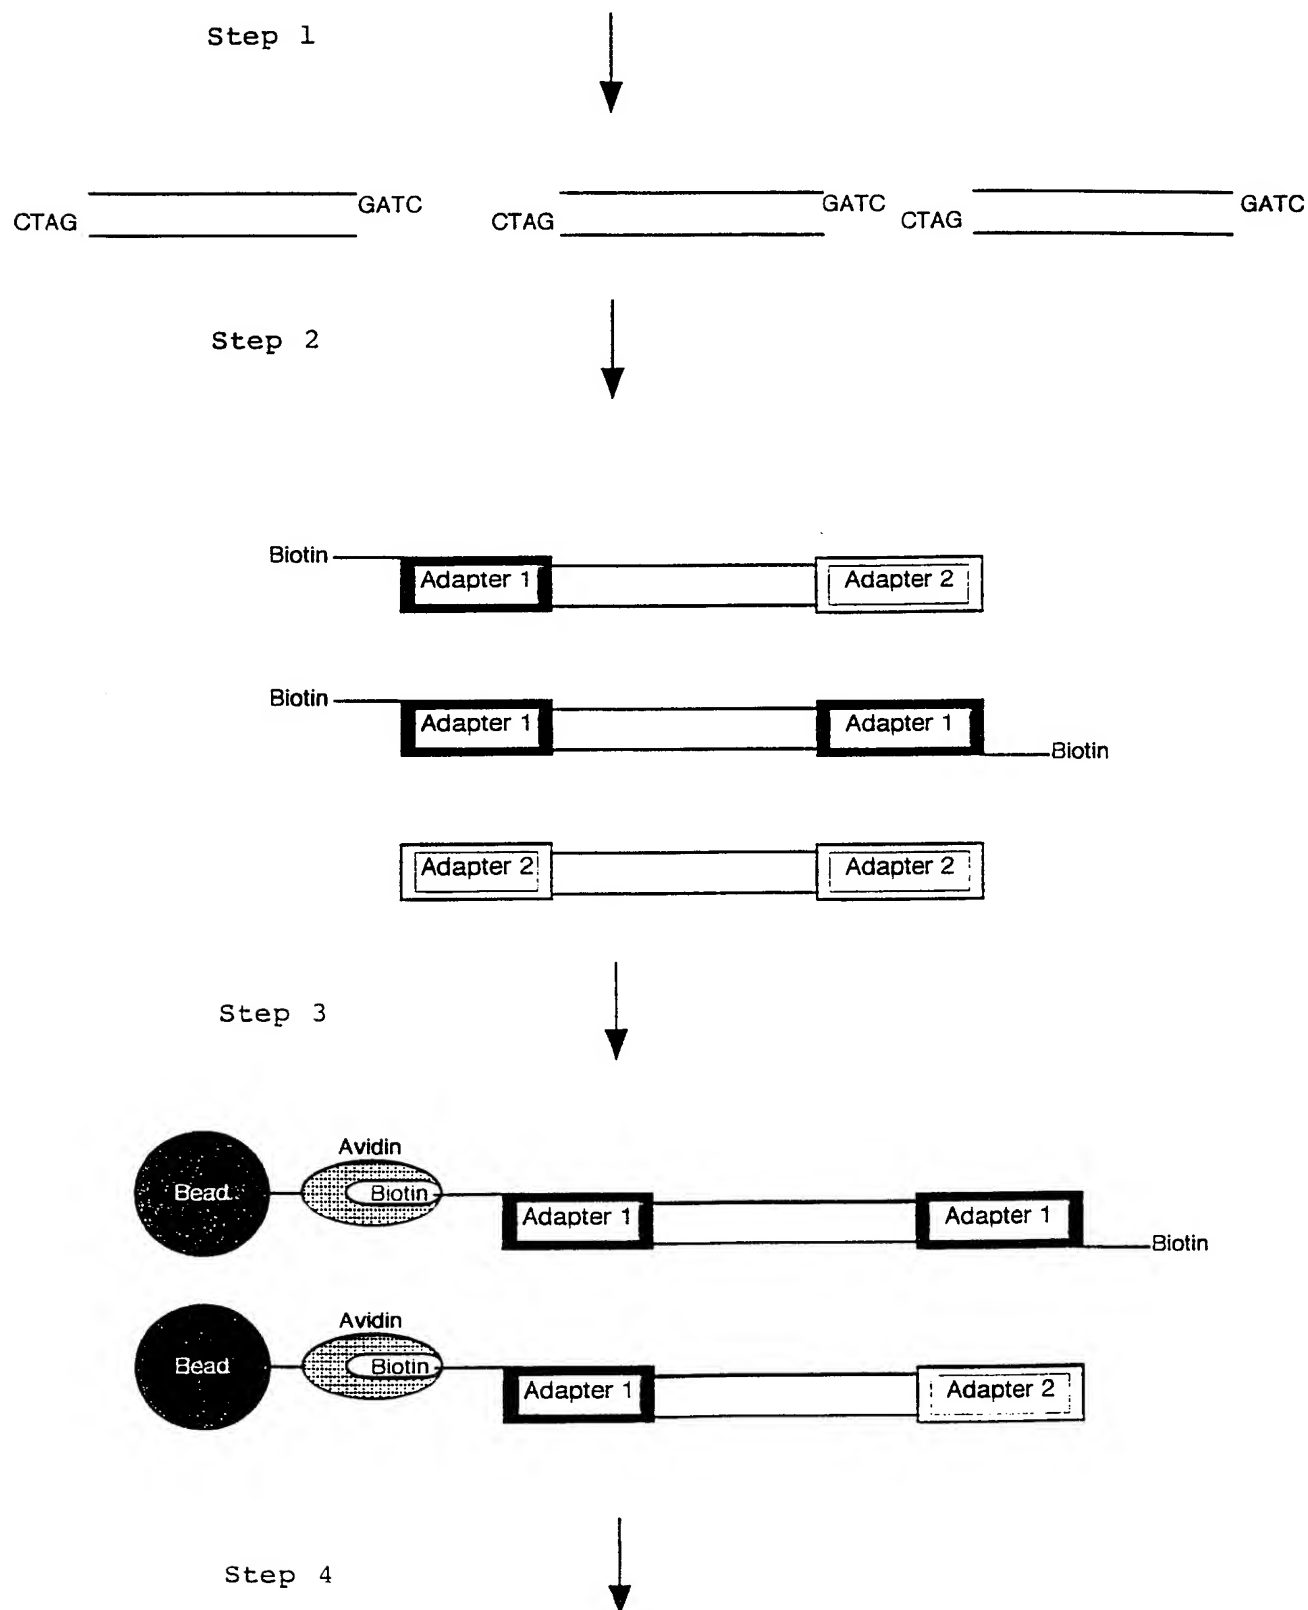 Step 1
CTAG GATC CTAG GATC CTAG GATC
Step 2
Biotin Adapter 1 Adapter 2
Biotin Adapter 1 Adapter 1 Biotin
Adapter 2 Adapter 2
Step 3
Avidin
Bead Biotin Adapter 1 Adapter 1 Biotin
Avidin
Bead Biotin Adapter 1 Adapter 2
Step 4